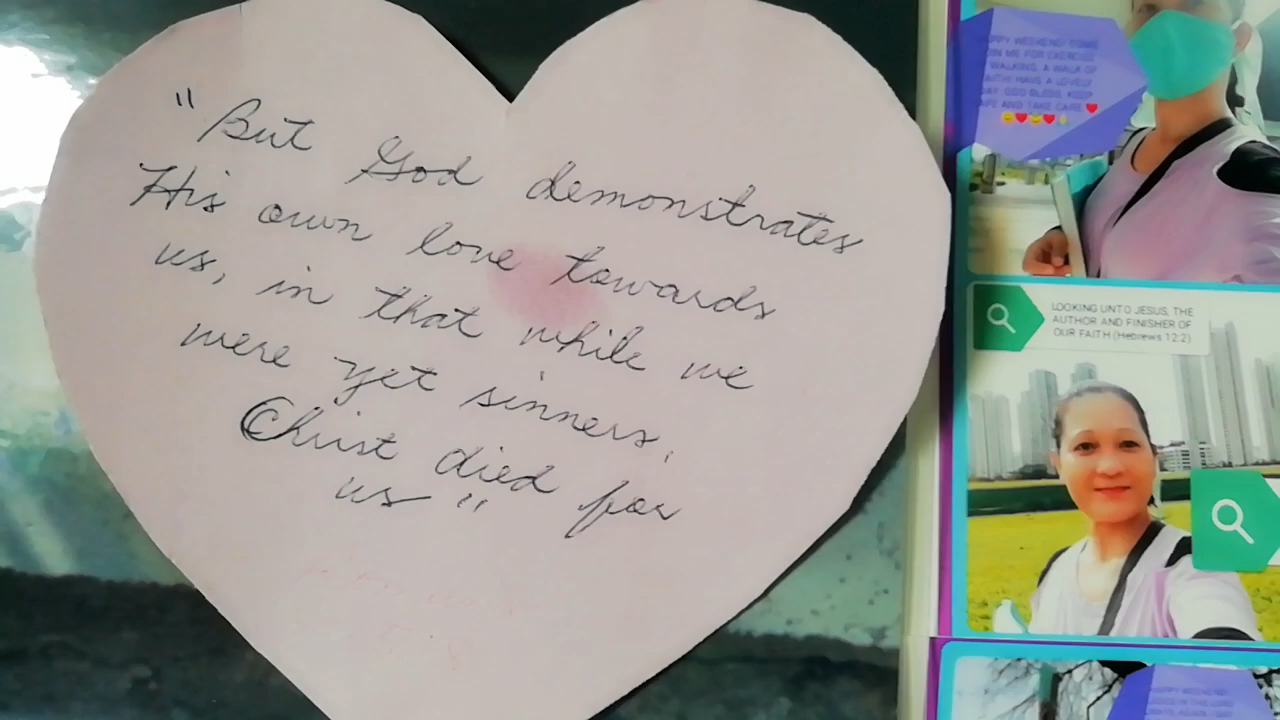 "But God demonstrates
His own love towards
us, in that while we
were yet sinners,
Christ died for
us"
HAPPY WEEKEND! COME
JOIN ME FOR EXERCISE
WALKING, A WALK OF
FAITH! HAVE A LOVELY
DAY. GOD BLESS. KEEP
SAFE AND TAKE CARE ❤️
LOOKING UNTO JESUS, THE
AUTHOR AND FINISHER OF
OUR FAITH (Hebrews 12:2)
HAPPY WEEKEND!